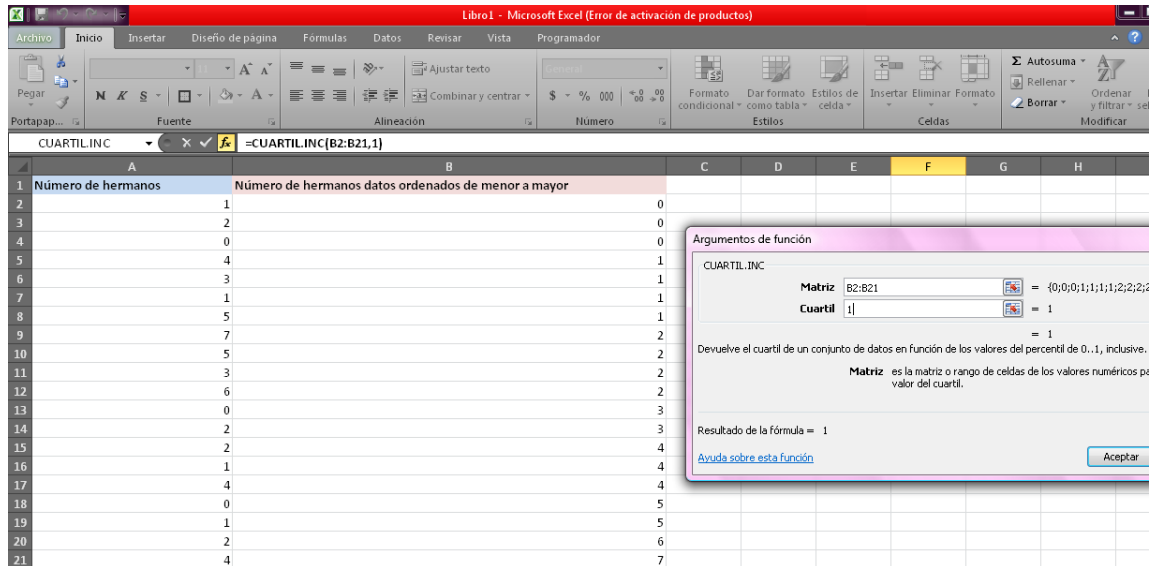 Libro1 - Microsoft Excel (Error de activación de productos)
Archivo Inicio Insertar Diseño de página Fórmulas Datos Revisar Vista Programador
Pegar
11
N K S
Ajustar texto
Combinar y centrar
General
$ % 000
Formato condicional
Dar formato como tabla
Estilos de celda
Insertar Eliminar Formato
Σ Autosuma
Rellenar
Borrar
Ordenar y filtrar
Portapap... Fuente Alineación Número Estilos Celdas Modificar
CUARTIL.INC fx =CUARTIL.INC(B2:B21,1)
A B C D E F G H
1 Número de hermanos Número de hermanos datos ordenados de menor a mayor
2 1 0
3 2 0
4 0 0
5 4 1
6 3 1
7 1 1
8 5 1
9 7 2
10 5 2
11 3 2
12 6 2
13 0 3
14 2 3
15 2 4
16 1 4
17 4 4
18 0 5
19 1 5
20 2 6
21 4 7
Argumentos de función
CUARTIL.INC
Matriz B2:B21 = {0;0;0;1;1;1;1;2;2;2;2
Cuartil 1 = 1
= 1
Devuelve el cuartil de un conjunto de datos en función de los valores del percentil de 0..1, inclusive.
Matriz es la matriz o rango de celdas de los valores numéricos pa
valor del cuartil.
Resultado de la fórmula = 1
Ayuda sobre esta función
Aceptar